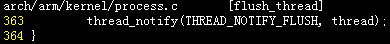 arch/arm/kernel/process.c [flush_thread]
363 thread_notify(THREAD_NOTIFY_FLUSH, thread);
364 }